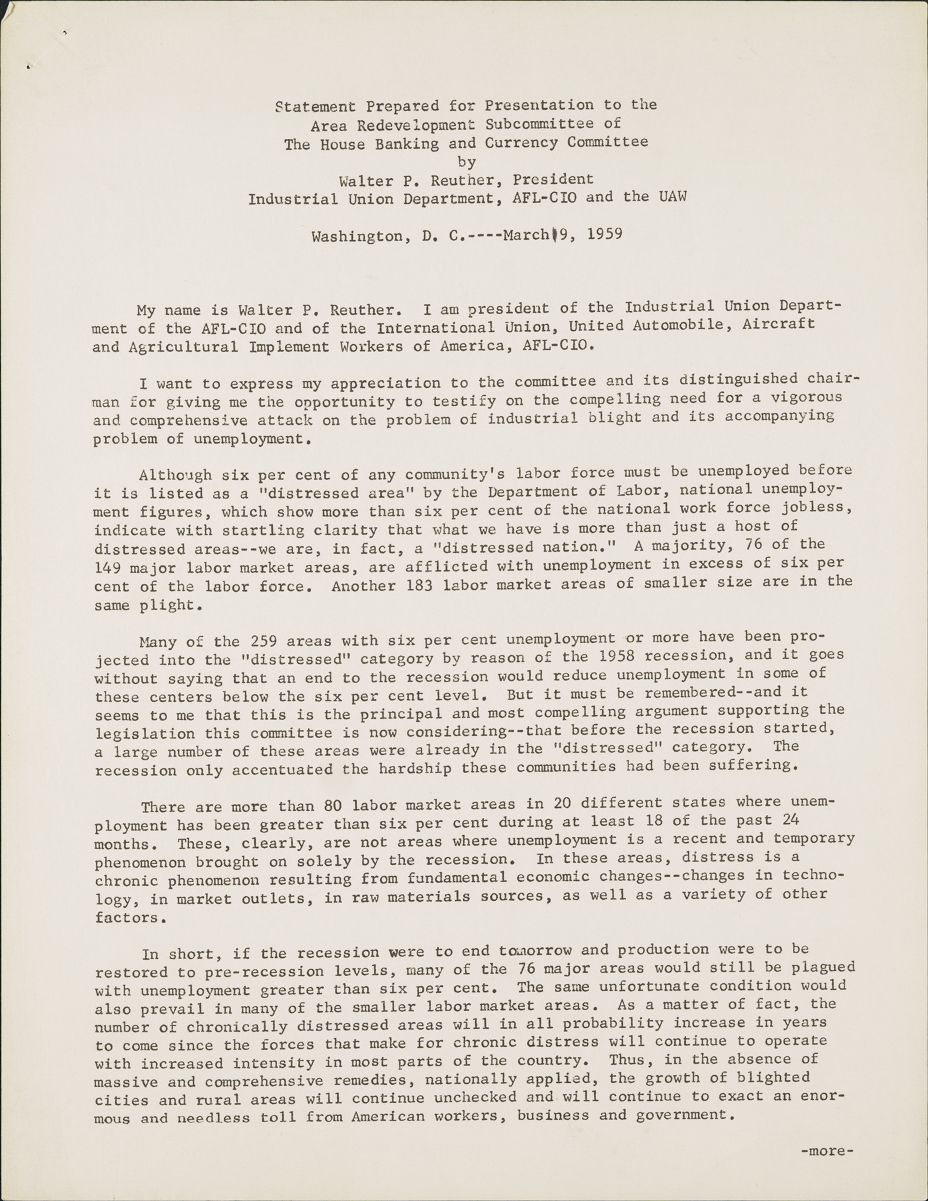 Statement Prepared for Presentation to the
Area Redevelopment Subcommittee of
The House Banking and Currency Committee
by
Walter P. Reuther, President
Industrial Union Department, AFL-CIO and the UAW
Washington, D. C.----March 9, 1959
My name is Walter P. Reuther. I am president of the Industrial Union Depart-
ment of the AFL-CIO and of the International Union, United Automobile, Aircraft
and Agricultural Implement Workers of America, AFL-CIO.
I want to express my appreciation to the committee and its distinguished chair-
man for giving me the opportunity to testify on the compelling need for a vigorous
and comprehensive attack on the problem of industrial blight and its accompanying
problem of unemployment.
Although six per cent of any community's labor force must be unemployed before
it is listed as a "distressed area" by the Department of Labor, national unemploy-
ment figures, which show more than six per cent of the national work force jobless,
indicate with startling clarity that what we have is more than just a host of
distressed areas--we are, in fact, a "distressed nation." A majority, 76 of the
149 major labor market areas, are afflicted with unemployment in excess of six per
cent of the labor force. Another 183 labor market areas of smaller size are in the
same plight.
Many of the 259 areas with six per cent unemployment or more have been pro-
jected into the "distressed" category by reason of the 1958 recession, and it goes
without saying that an end to the recession would reduce unemployment in some of
these centers below the six per cent level. But it must be remembered--and it
seems to me that this is the principal and most compelling argument supporting the
legislation this committee is now considering--that before the recession started,
a large number of these areas were already in the "distressed" category. The
recession only accentuated the hardship these communities had been suffering.
There are more than 80 labor market areas in 20 different states where unem-
ployment has been greater than six per cent during at least 18 of the past 24
months. These, clearly, are not areas where unemployment is a recent and temporary
phenomenon brought on solely by the recession. In these areas, distress is a
chronic phenomenon resulting from fundamental economic changes--changes in techno-
logy, in market outlets, in raw materials sources, as well as a variety of other
factors.
In short, if the recession were to end tomorrow and production were to be
restored to pre-recession levels, many of the 76 major areas would still be plagued
with unemployment greater than six per cent. The same unfortunate condition would
also prevail in many of the smaller labor market areas. As a matter of fact, the
number of chronically distressed areas will in all probability increase in years
to come since the forces that make for chronic distress will continue to operate
with increased intensity in most parts of the country. Thus, in the absence of
massive and comprehensive remedies, nationally applied, the growth of blighted
cities and rural areas will continue unchecked and will continue to exact an enor-
mous and needless toll from American workers, business and government.
-more-